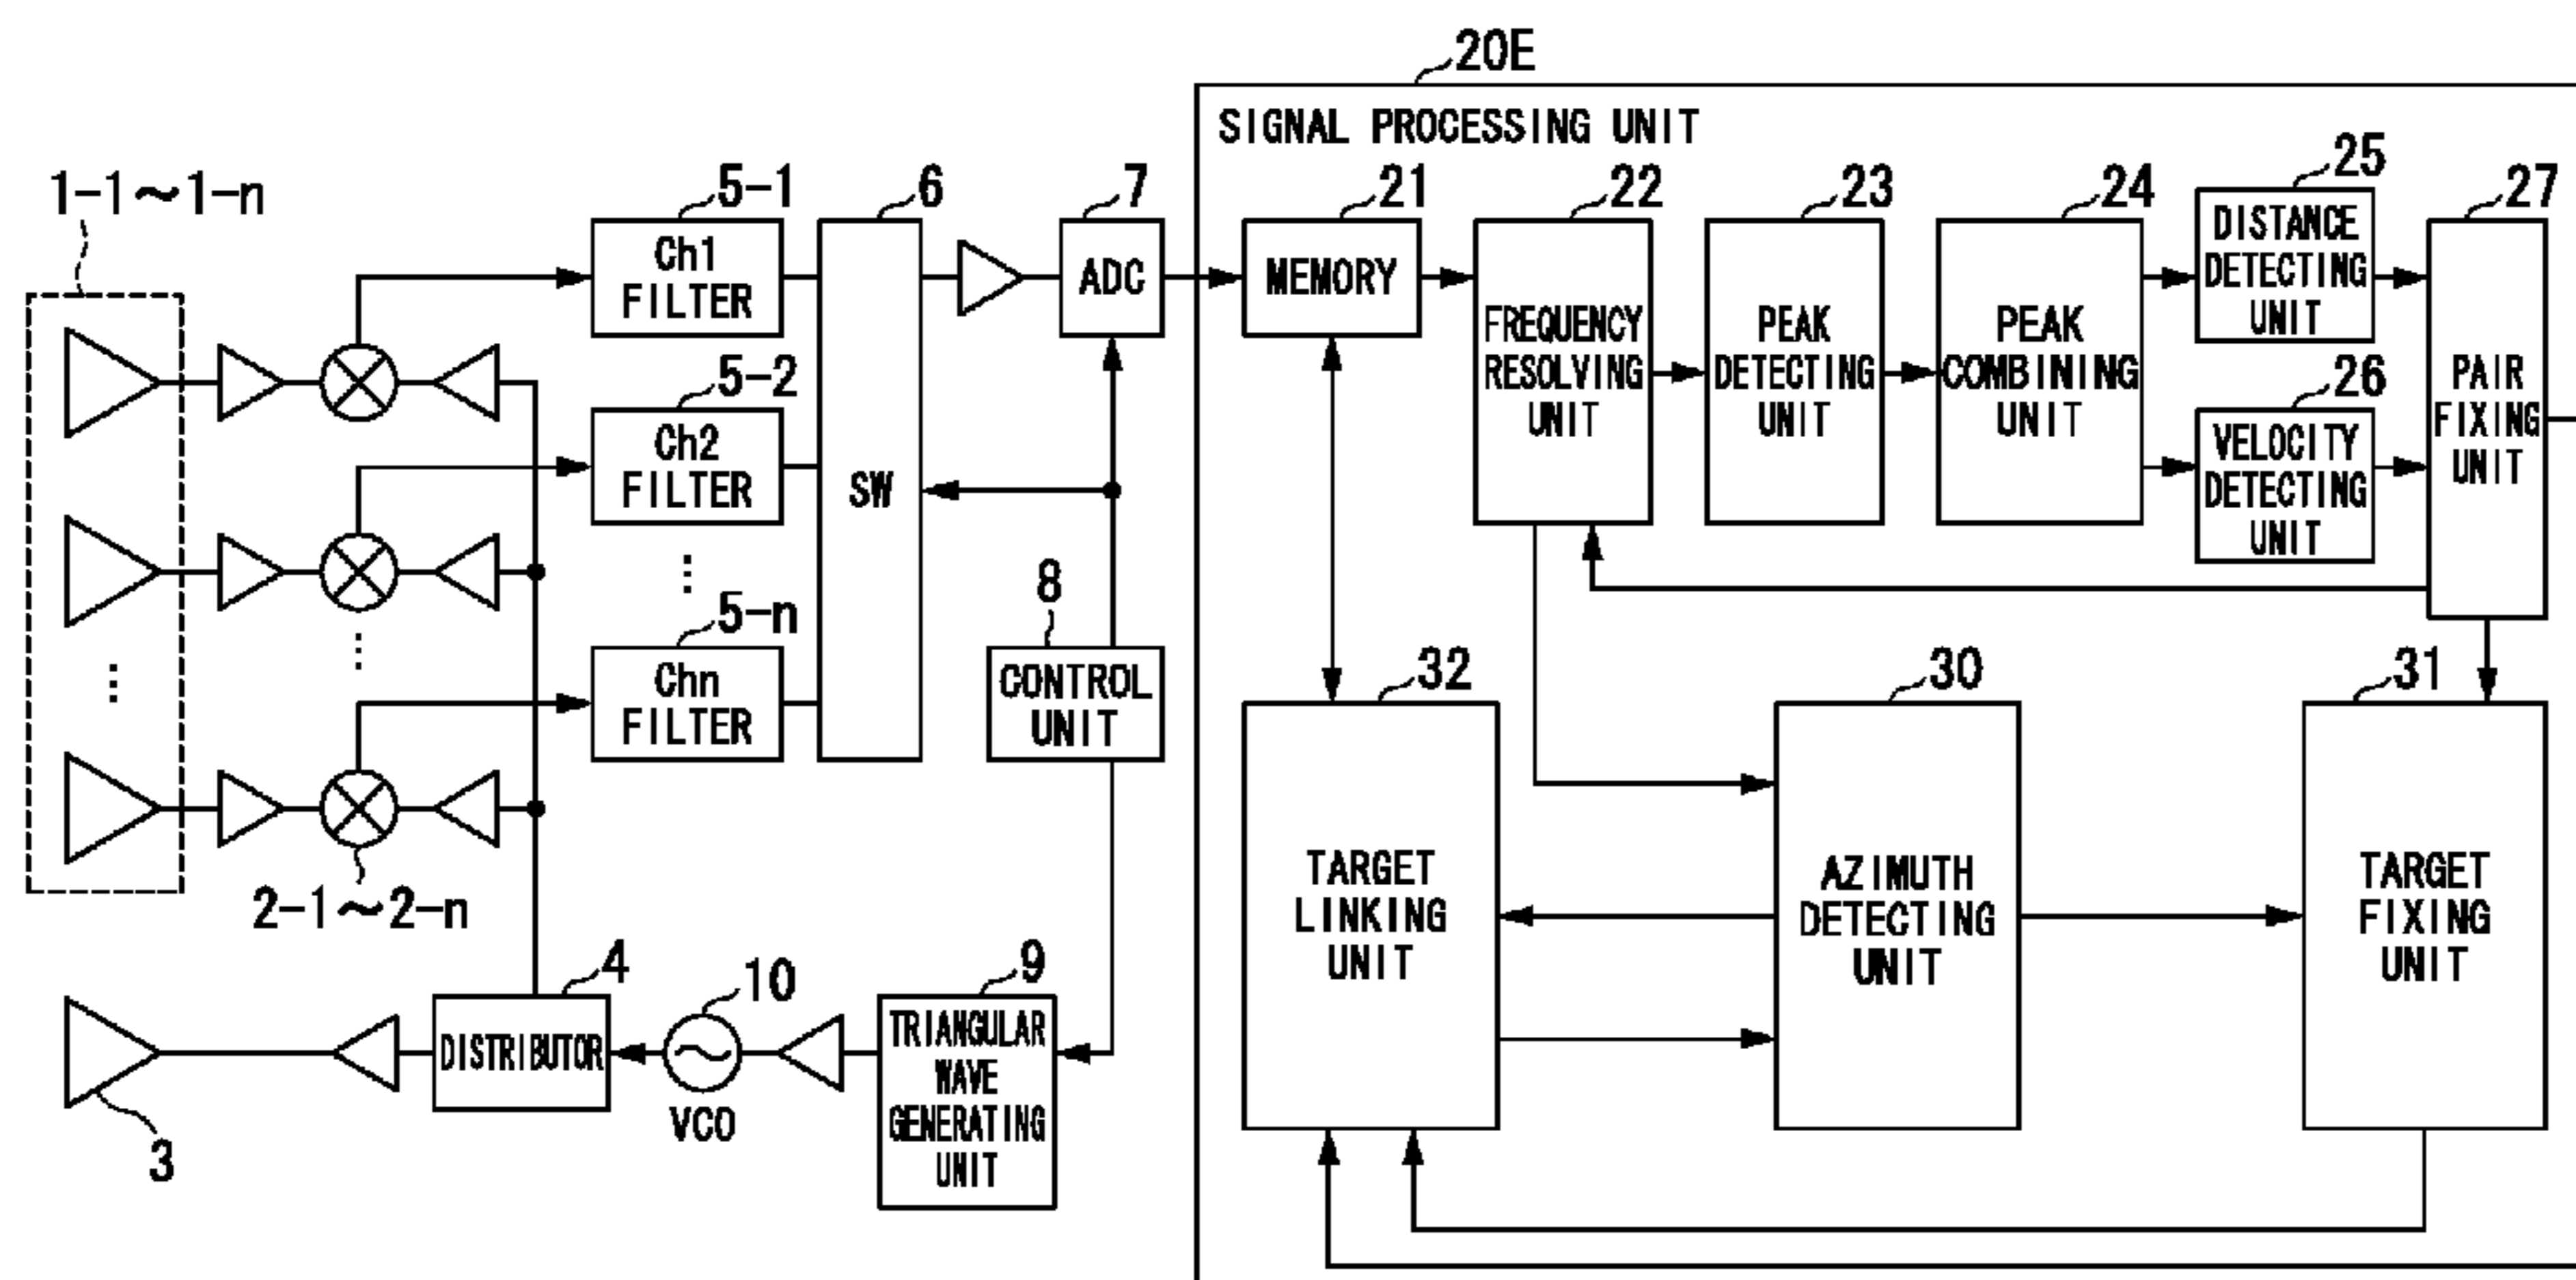 20E
SIGNAL PROCESSING UNIT
1-1～1-n
5-1
Ch1
FILTER
5-2
Ch2
FILTER
5-n
Chn
FILTER
6
SW
7
ADC
8
CONTROL
UNIT
2-1～2-n
3
4
DISTRIBUTOR
10
VCO
9
TRIANGULAR
WAVE
GENERATING
UNIT
21
MEMORY
22
FREQUENCY
RESOLVING
UNIT
23
PEAK
DETECTING
UNIT
24
PEAK
COMBINING
UNIT
25
DISTANCE
DETECTING
UNIT
26
VELOCITY
DETECTING
UNIT
27
PAIR
FIXING
UNIT
32
TARGET
LINKING
UNIT
30
AZIMUTH
DETECTING
UNIT
31
TARGET
FIXING
UNIT